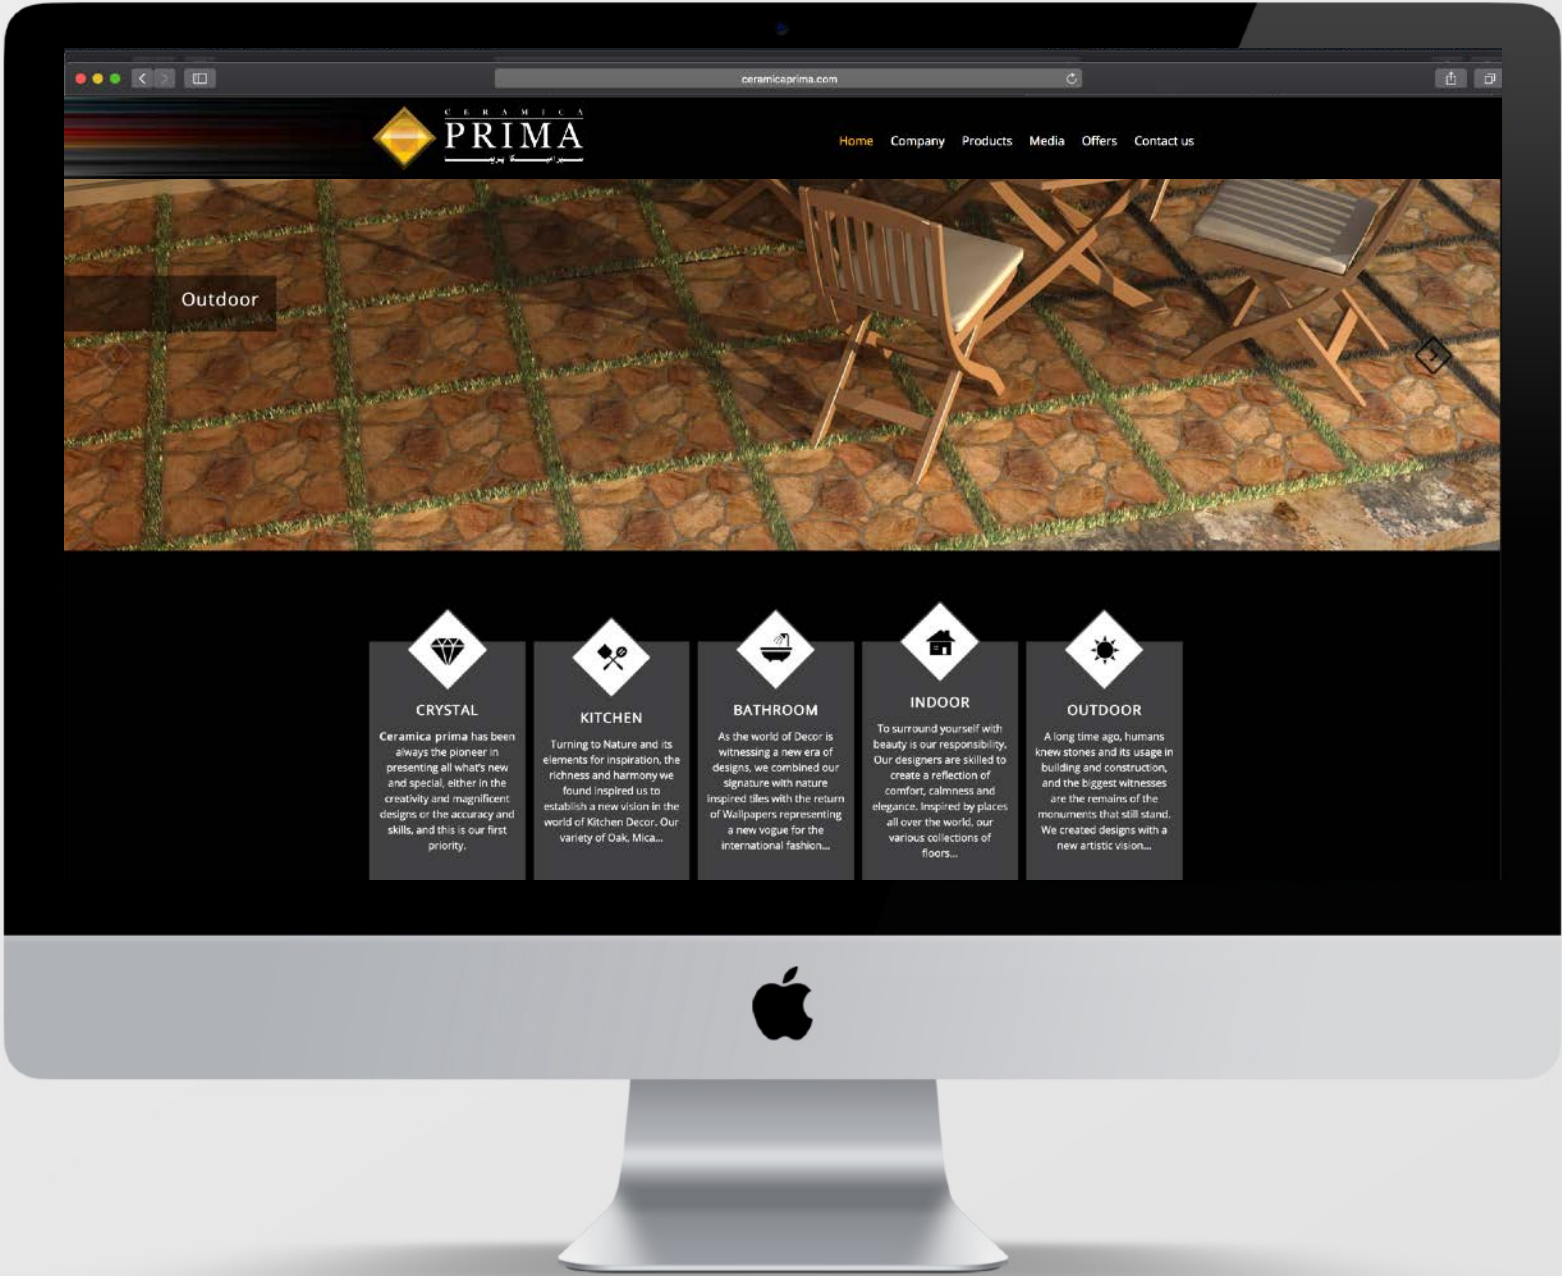 ceramicaprima.com
CERAMICA
PRIMA
سيراميكا بريما
Home Company Products Media Offers Contact us
Outdoor
CRYSTAL
Ceramica prima has been
always the pioneer in
presenting all what's new
and special, either in the
creativity and magnificent
designs or the accuracy and
skills, and this is our first
priority.
KITCHEN
Turning to Nature and its
elements for inspiration, the
richness and harmony we
found inspired us to
establish a new vision in the
world of Kitchen Decor. Our
variety of Oak, Mica...
BATHROOM
As the world of Decor is
witnessing a new era of
designs, we combined our
signature with nature
inspired tiles with the return
of Wallpapers representing
a new vogue for the
international fashion...
INDOOR
To surround yourself with
beauty is our responsibility.
Our designers are skilled to
create a reflection of
comfort, calmness and
elegance. Inspired by places
all over the world, our
various collections of
floors...
OUTDOOR
A long time ago, humans
knew stones and its usage in
building and construction,
and the biggest witnesses
are the remains of the
monuments that still stand.
We created designs with a
new artistic vision...